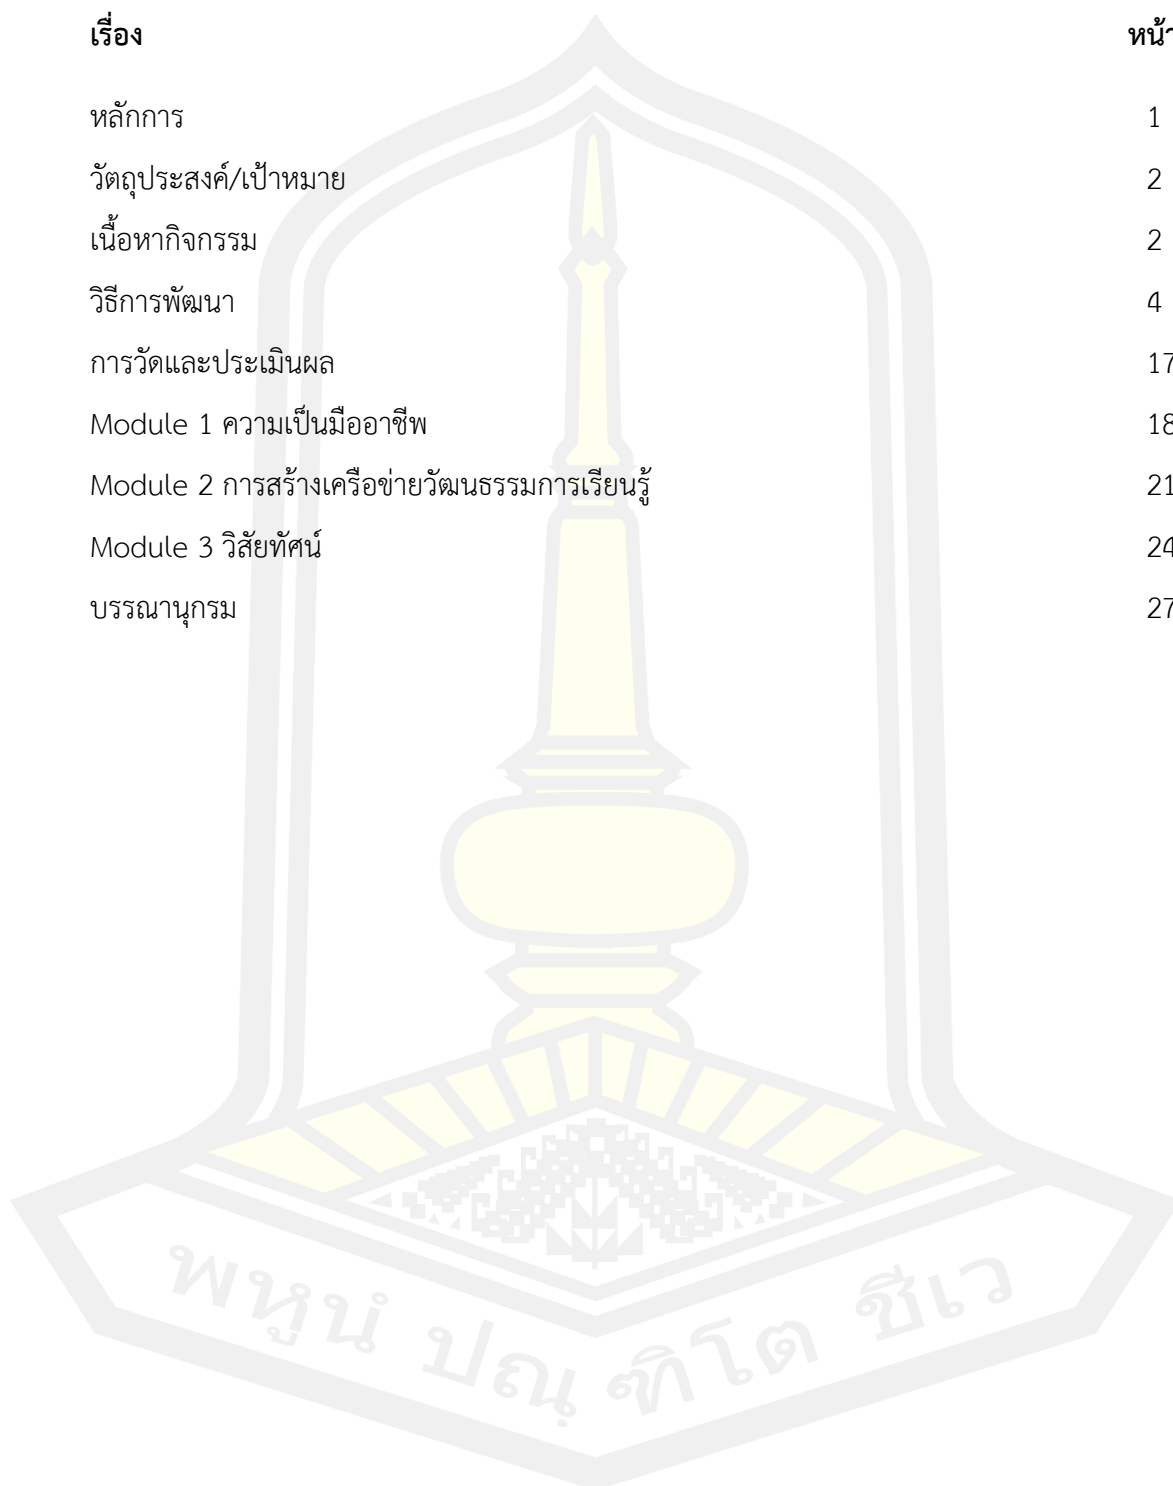 เรื่อง หน้า
หลักการ 1
วัตถุประสงค์/เป้าหมาย 2
เนื้อหากิจกรรม 2
วิธีการพัฒนา 4
การวัดและประเมินผล 17
Module 1 ความเป็นมืออาชีพ 18
Module 2 การสร้างเครือข่ายวัฒนธรรมการเรียนรู้ 21
Module 3 วิสัยทัศน์ 24
บรรณานุกรม 27
พหูนํ ปณฺฑิโต ชีเว